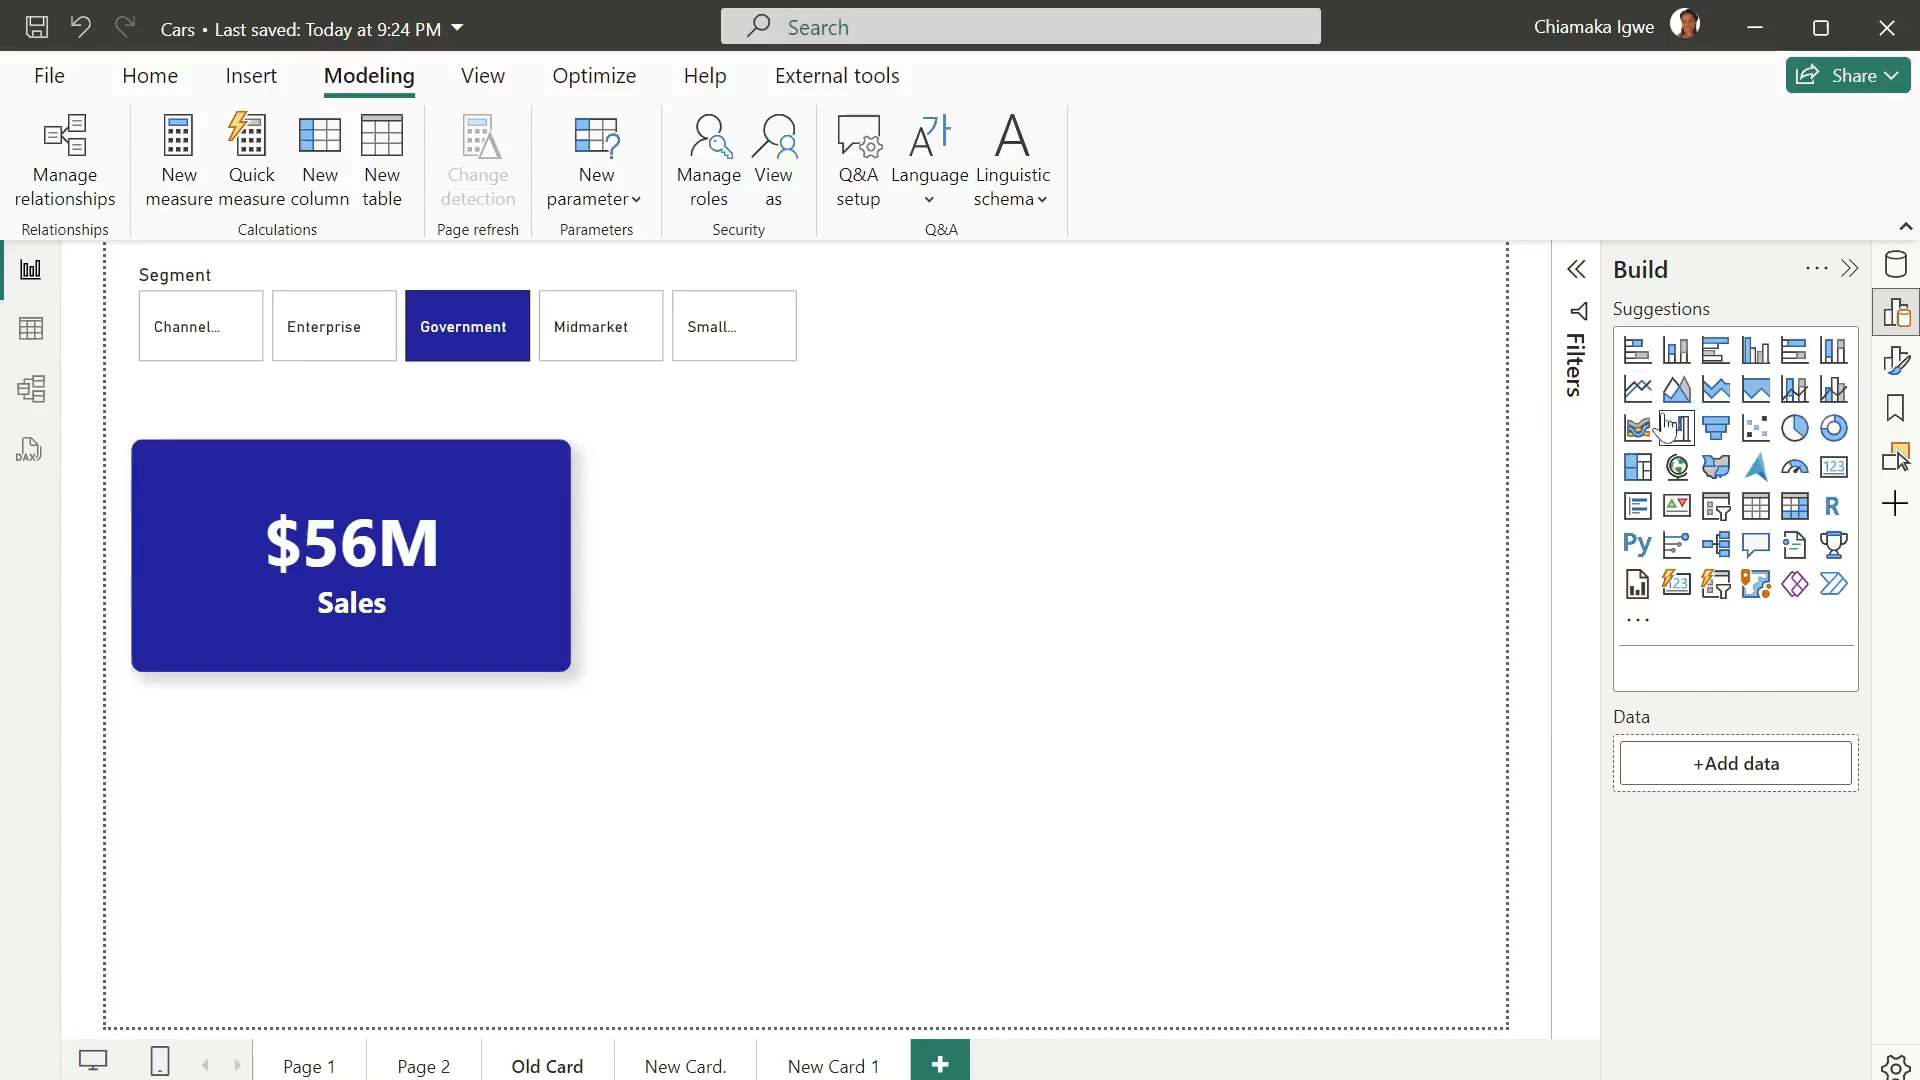 Cars • Last saved: Today at 9:24 PM
Search
Chiamaka Igwe
File Home Insert Modeling View Optimize Help External tools
Share
Manage relationships
New measure
Quick measure
New column
New table
Change detection
New parameter
Manage roles
View as
Q&A setup
Language
Linguistic schema
Relationships
Calculations
Page refresh
Parameters
Security
Q&A
Segment
Channel...
Enterprise
Government
Midmarket
Small...
$56M
Sales
DAX
Filters
Build
Suggestions
123
R
Py
123
...
Data
+Add data
Page 1
Page 2
Old Card
New Card.
New Card 1